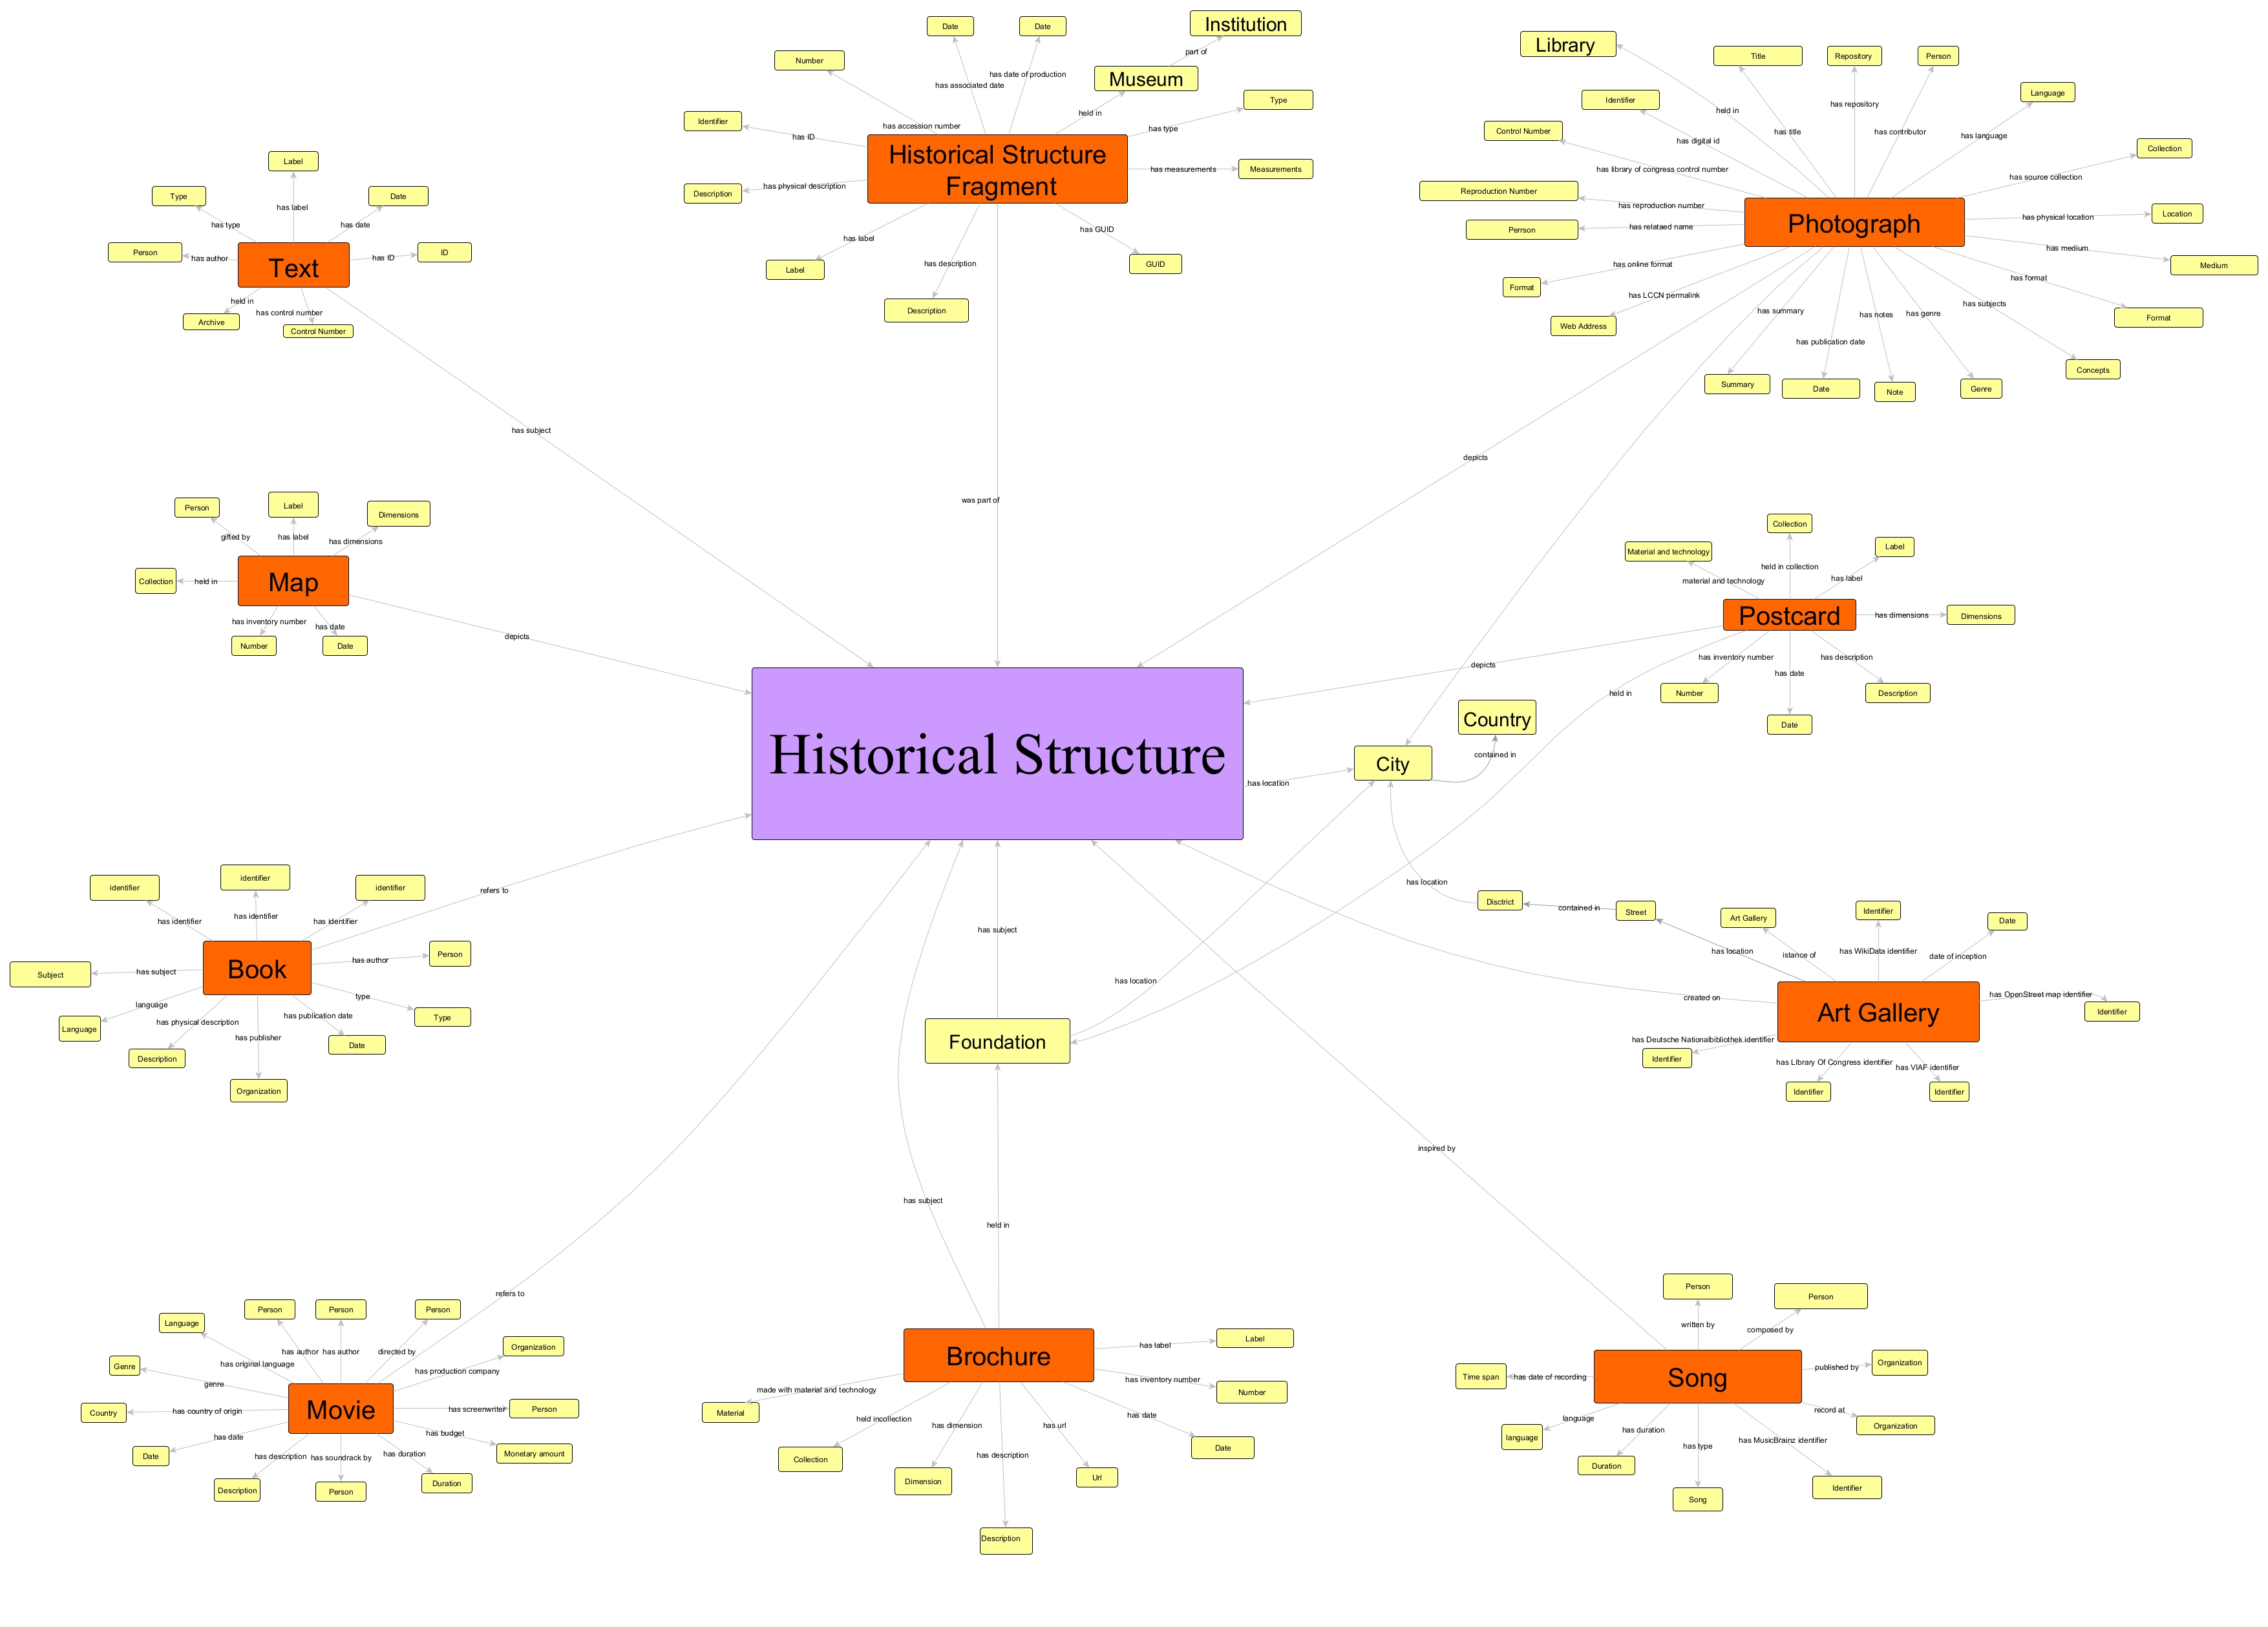 Institution
Date
Date
Library
Title
Repository
Person
Number
part of
has date of production
has associated date
Museum
Type
Language
Identifier
held in
has repository
Control Number
has title
has contributor
has language
Identifier
has accession number
held in
has type
has ID
has digital id
Collection
Historical Structure
Fragment
has measurements
Measurements
has library of congress control number
has source collection
Label
Description
has physical description
Reproduction Number
has reproduction number
Photograph
has physical location
Location
Type
has label
Date
has type
has date
Perrson
has relataed name
has GUID
has label
has medium
Person
has author
Text
has ID
ID
Label
has description
GUID
has online format
has format
Medium
Format
has LCCN permalink
has subjects
held in
has control number
Archive
Control Number
Description
has summary
has notes
has genre
Format
Web Address
has publication date
Concepts
Summary
Date
Note
Genre
has subject
depicts
was part of
Person
Label
Dimensions
gifted by
has label
has dimensions
Collection
Material and technology
Label
held in collection
Collection
held in
Map
material and technology
has label
Postcard
has dimensions
Dimensions
has inventory number
has date
Number
Date
depicts
depicts
has inventory number
has description
has date
held in
Number
Description
Date
Country
Historical Structure
contained in
City
has location
identifier
identifier
identifier
refers to
has location
has identifier
has identifier
has identifier
Disctrict
contained in
Street
Art Gallery
Identifier
Date
has subject
Book
has author
Person
Subject
has subject
has location
istance of
has WikiData identifier
date of inception
has location
created on
has OpenStreet map identifier
language
type
Type
Language
has physical description
has publication date
Art Gallery
Identifier
has publisher
Date
Description
Foundation
has Deutsche Nationalbibliothek identifier
Identifier
has LIbrary Of Congress identifier
has VIAF identifier
Organization
Identifier
Identifier
inspired by
has subject
held in
refers to
Language
Person
Person
Person
Person
Person
written by
composed by
has author
has author
directed by
Organization
Label
has label
Genre
has original language
has production company
Brochure
published by
Organization
genre
Movie
Time span
has date of recording
Song
Country
has country of origin
has screenwriter
Person
made with material and technology
has inventory number
Number
Material
record at
Organization
has date
has budget
held incollection
has dimension
has url
has date
language
has duration
has MusicBrainz identifier
language
has type
Date
has description
has soundrack by
has duration
Monetary amount
Collection
has description
Date
Duration
Description
Person
Duration
Dimension
Url
Identifier
Song
Description